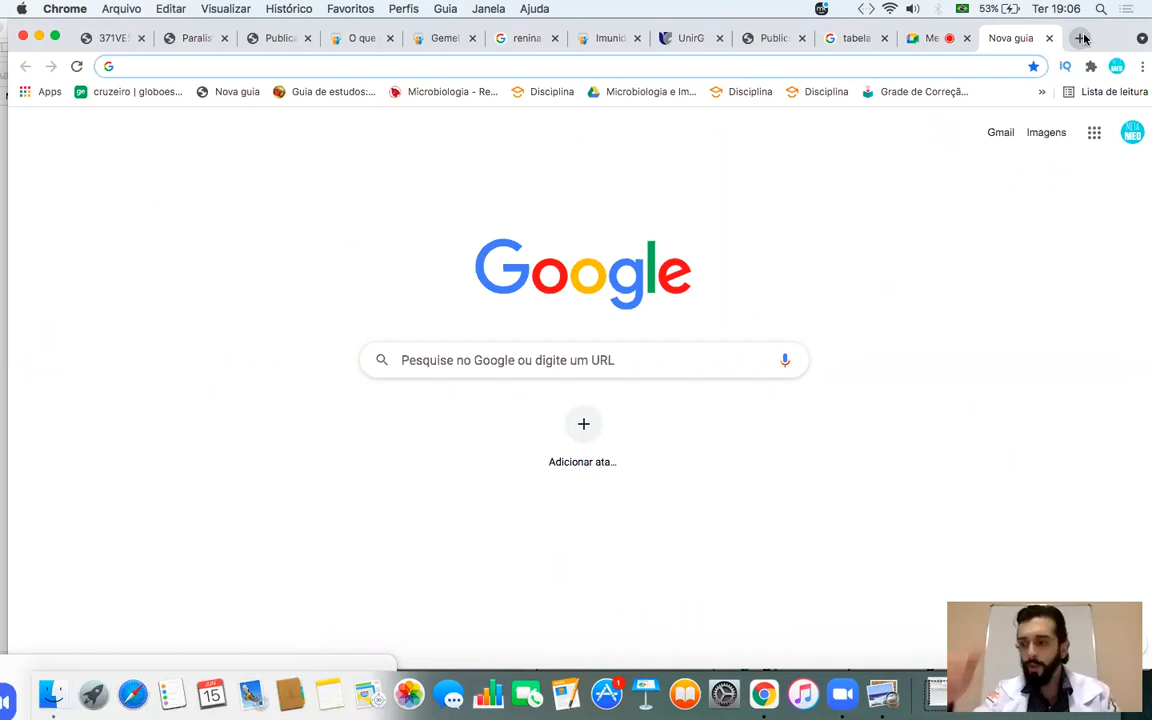 Chrome Arquivo Editar Visualizar Histórico Favoritos Perfis Guia Janela Ajuda 53% Ter 19:06
371VE Paralis Publica O que Gemel renina Imunid UnirG Public tabela Me Nova guia
IQ
Apps cruzeiro | globoes... Nova guia Guia de estudos:... Microbiologia - Re... Disciplina Microbiologia e Im... Disciplina Disciplina Grade de Correçã... » Lista de leitura
Gmail Imagens
Google
Pesquise no Google ou digite um URL
Adicionar ata...
JUN
15
1